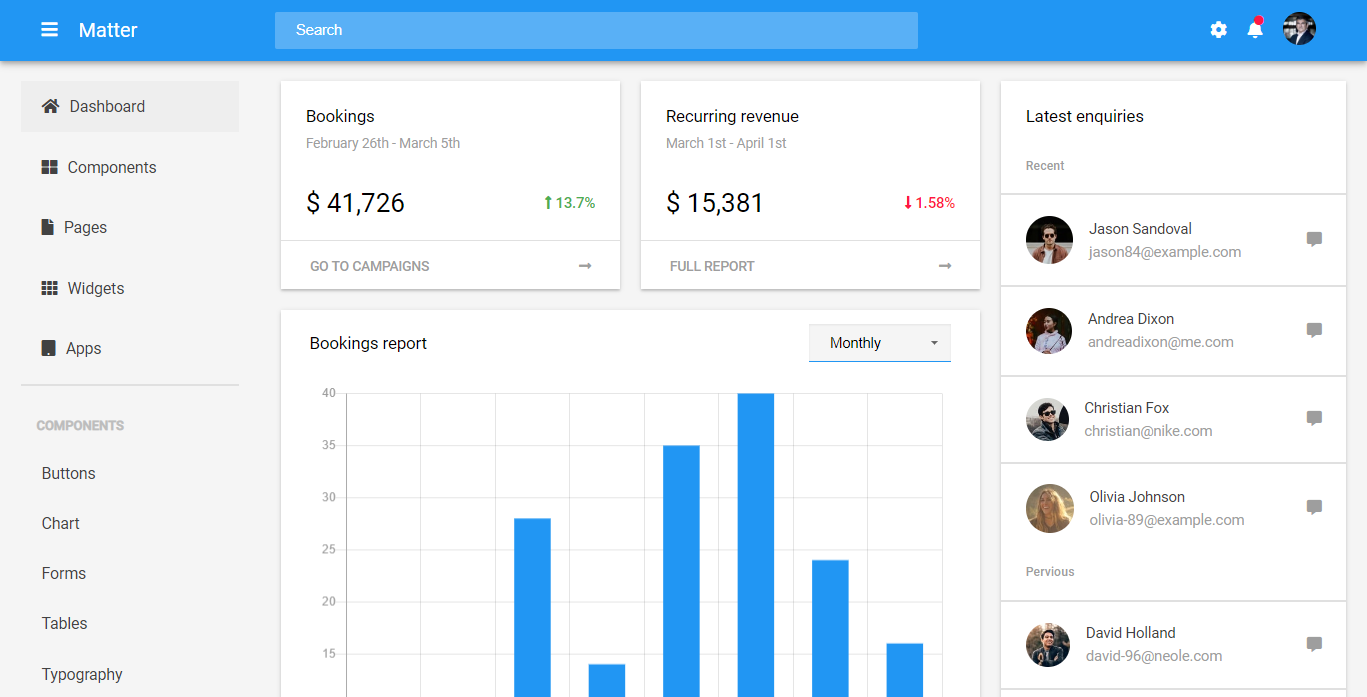 Matter
Search
Dashboard
Components
Pages
Widgets
Apps
COMPONENTS
Buttons
Chart
Forms
Tables
Typography
Bookings
February 26th - March 5th
$ 41,726
13.7%
GO TO CAMPAIGNS
Recurring revenue
March 1st - April 1st
$ 15,381
1.58%
FULL REPORT
Bookings report
Monthly
40
35
30
25
20
15
Latest enquiries
Recent
Jason Sandoval
jason84@example.com
Andrea Dixon
andreadixon@me.com
Christian Fox
christian@nike.com
Olivia Johnson
olivia-89@example.com
Pervious
David Holland
david-96@neole.com